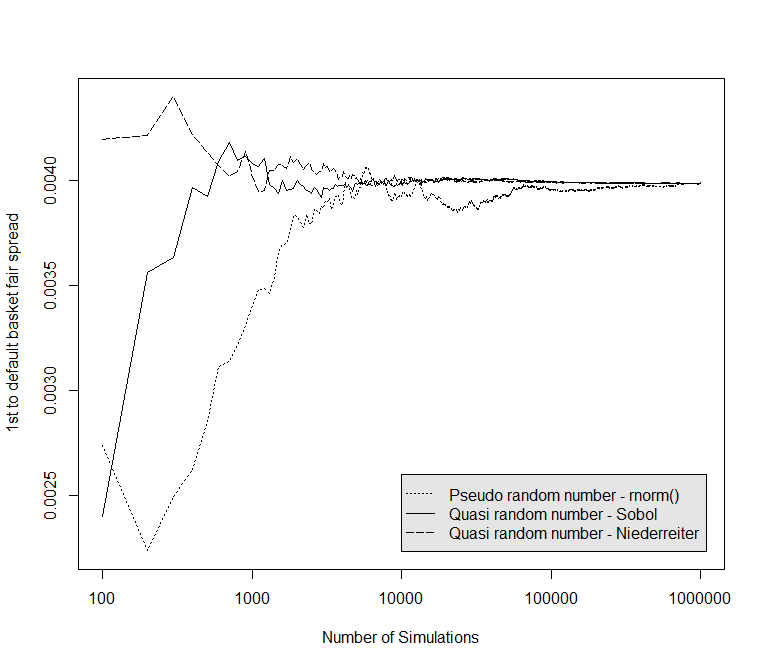 1st to default basket fair spread
0.0040
0.0035
0.0030
0.0025
Pseudo random number - rnorm()
Quasi random number - Sobol
Quasi random number - Niederreiter
100 1000 10000 100000 1000000
Number of Simulations